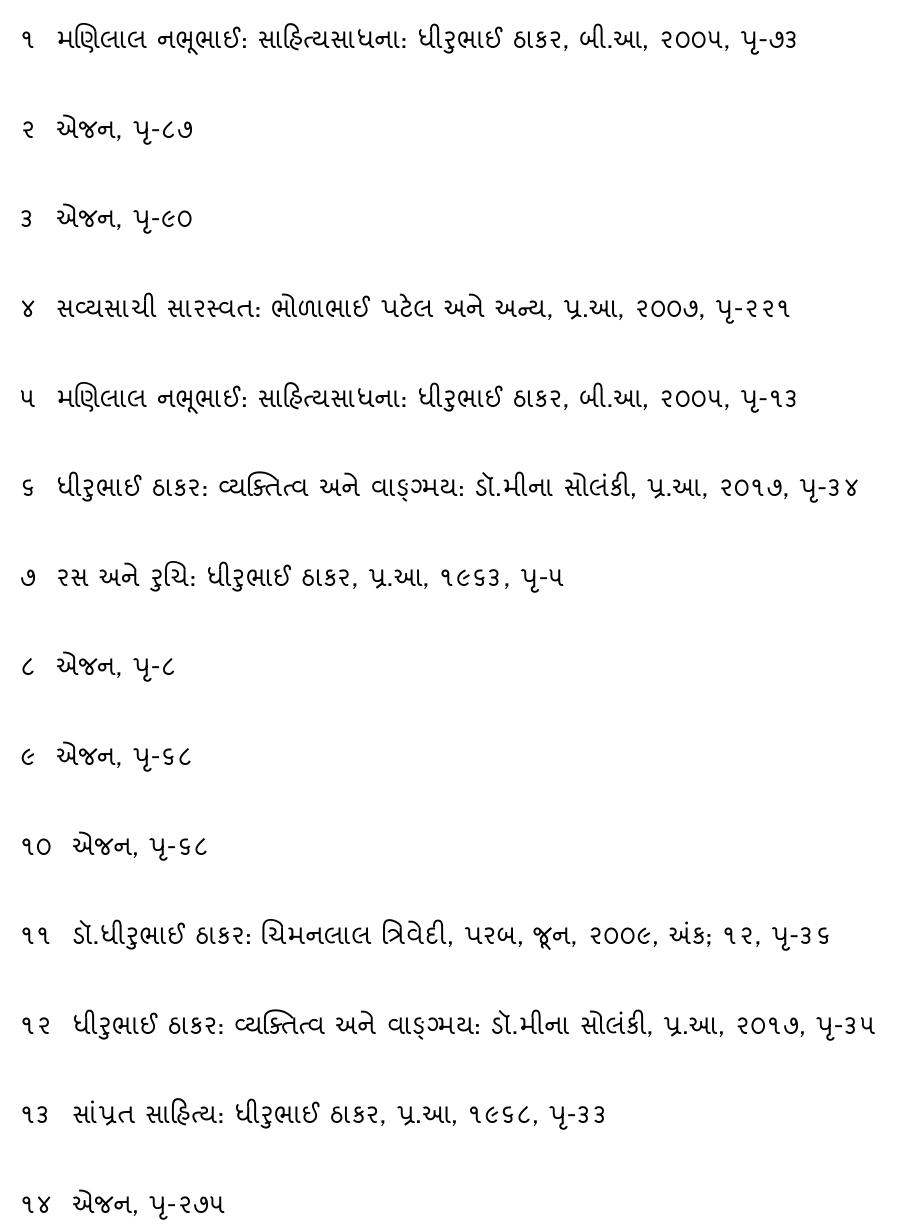 ૧ મણિલાલ નભૂભાઈ: સાહિત્યસાધના: ધીરુભાઈ ઠાકર, બી.આ, ૨૦૦૫, પૃ-૭૩
૨ એજન, પૃ-૮૭
૩ એજન, પૃ-૯૦
૪ સવ્યસાચી સારસ્વત: ભોળાભાઈ પટેલ અને અન્ય, પ્ર.આ, ૨૦૦૭, પૃ-૨૨૧
૫ મણિલાલ નભૂભાઈ: સાહિત્યસાધના: ધીરુભાઈ ઠાકર, બી.આ, ૨૦૦૫, પૃ-૧૩
૬ ધીરુભાઈ ઠાકર: વ્યક્તિત્વ અને વાઙ્ગ્મય: ડૉ.મીના સોલંકી, પ્ર.આ, ૨૦૧૭, પૃ-૩૪
૭ રસ અને રુચિ: ધીરુભાઈ ઠાકર, પ્ર.આ, ૧૯૬૩, પૃ-૫
૮ એજન, પૃ-૮
૯ એજન, પૃ-૬૮
૧૦ એજન, પૃ-૬૮
૧૧ ડૉ.ધીરુભાઈ ઠાકર: ચિમનલાલ ત્રિવેદી, પરબ, જૂન, ૨૦૦૯, અંક; ૧૨, પૃ-૩૬
૧૨ ધીરુભાઈ ઠાકર: વ્યક્તિત્વ અને વાઙ્ગ્મય: ડૉ.મીના સોલંકી, પ્ર.આ, ૨૦૧૭, પૃ-૩૫
૧૩ સાંપ્રત સાહિત્ય: ધીરુભાઈ ઠાકર, પ્ર.આ, ૧૯૬૮, પૃ-૩૩
૧૪ એજન, પૃ-૨૭૫